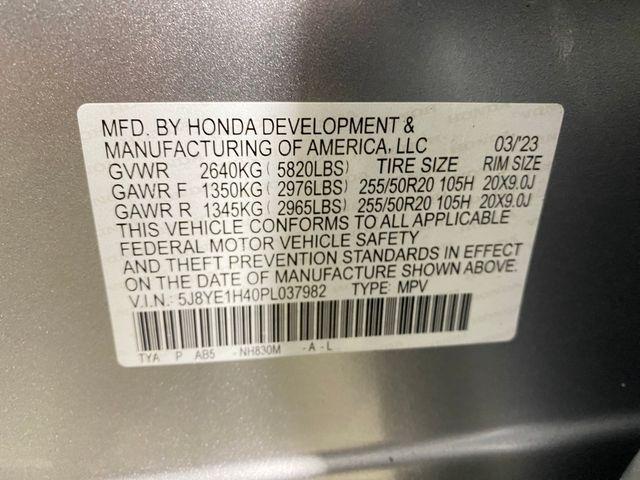 MFD. BY HONDA DEVELOPMENT &
MANUFACTURING OF AMERICA, LLC 03/'23
GVWR 2640KG ( 5820LBS) TIRE SIZE RIM SIZE
GAWR F 1350KG ( 2976LBS) 255/50R20 105H 20X9.0J
GAWR R 1345KG ( 2965LBS) 255/50R20 105H 20X9.0J
THIS VEHICLE CONFORMS TO ALL APPLICABLE
FEDERAL MOTOR VEHICLE SAFETY
AND THEFT PREVENTION STANDARDS IN EFFECT
ON THE DATE OF MANUFACTURE SHOWN ABOVE.
V.I.N.: 5J8YE1H40PL037982 TYPE: MPV
TYA P AB5 -NH830M -A-L